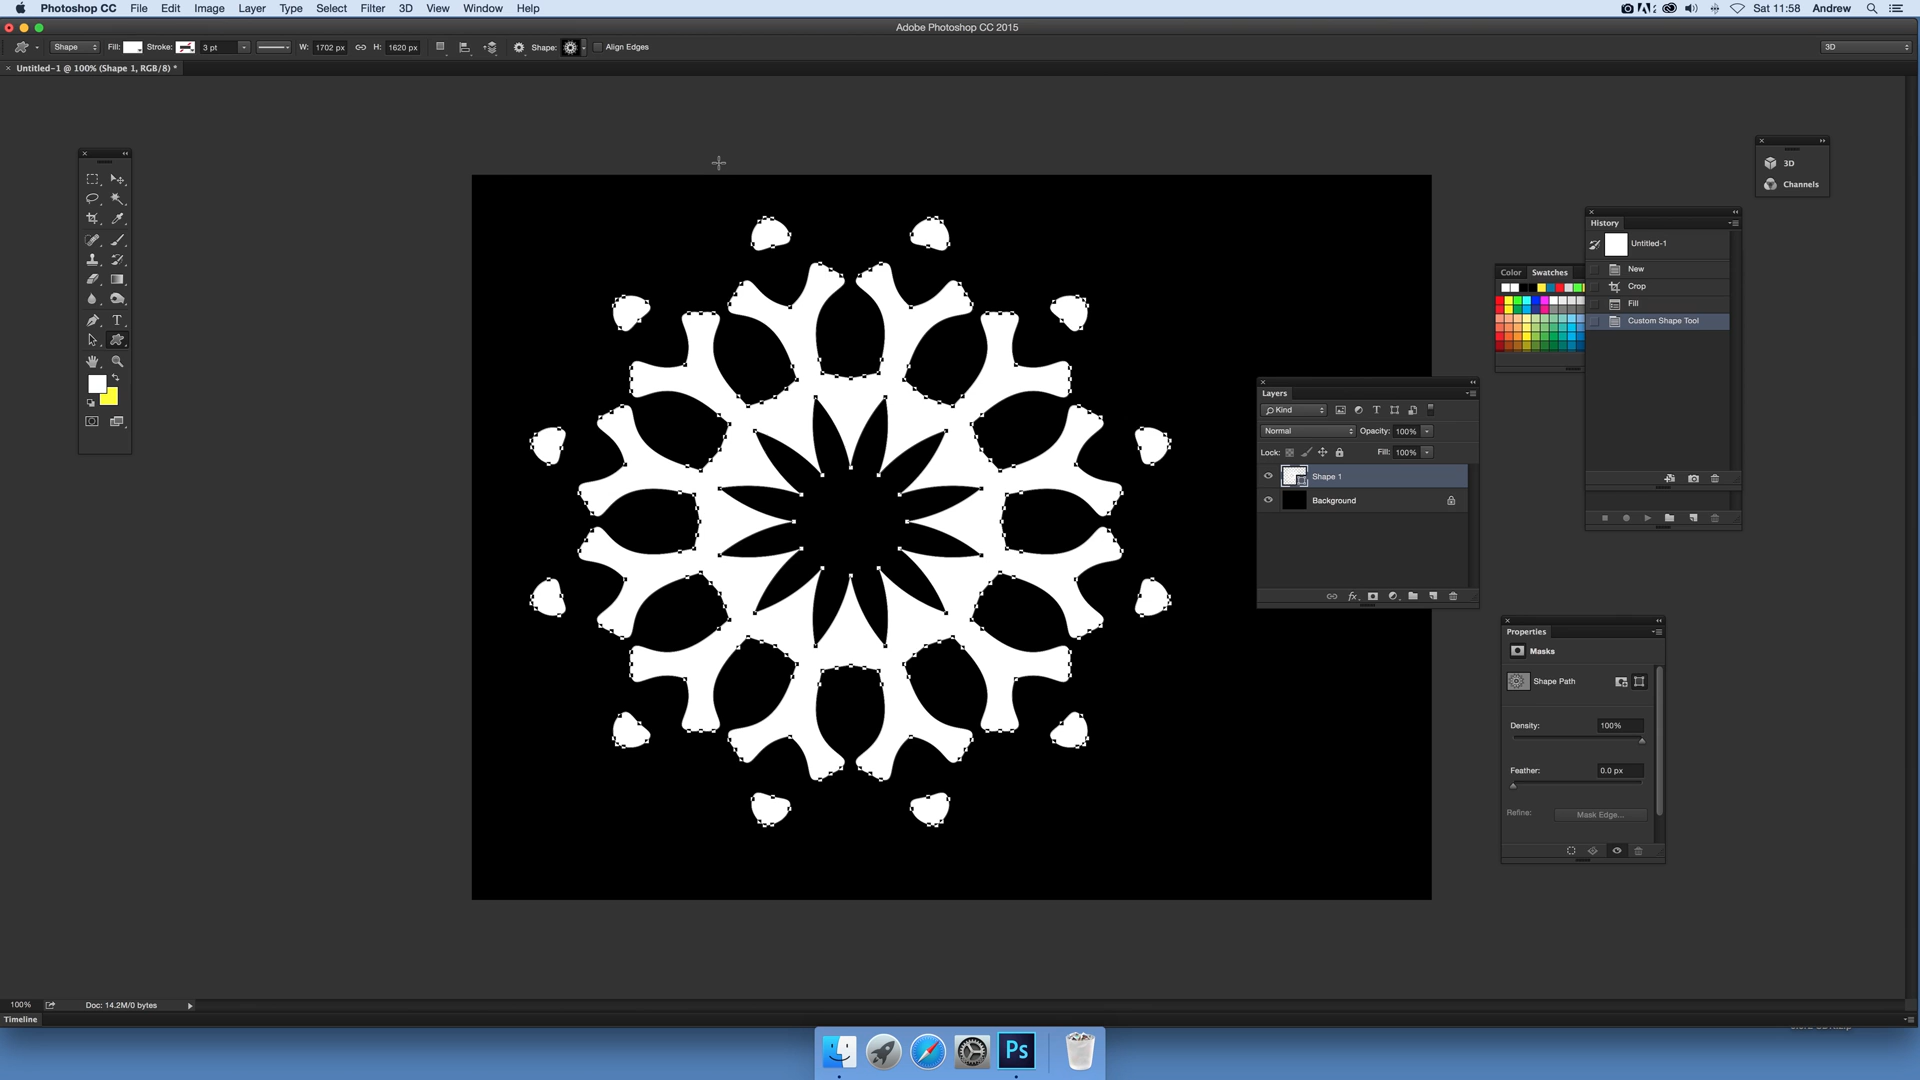 Photoshop CC File Edit Image Layer Type Select Filter 3D View Window Help Sat 11:58 Andrew
Adobe Photoshop CC 2015
Shape Fill: Stroke: 3 pt W: 1702 px H: 1620 px Shape: Align Edges 3D
× Untitled-1 @ 100% (Shape 1, RGB/8) *
3D
Channels
History
Untitled-1
New
Crop
Fill
Custom Shape Tool
Color Swatches
Layers
Kind
Normal Opacity: 100%
Lock: Fill: 100%
Shape 1
Background
Properties
Masks
Shape Path
Density: 100%
Feather: 0.0 px
Refine: Mask Edge...
100% Doc: 14.2M/0 bytes
Timeline
Ps